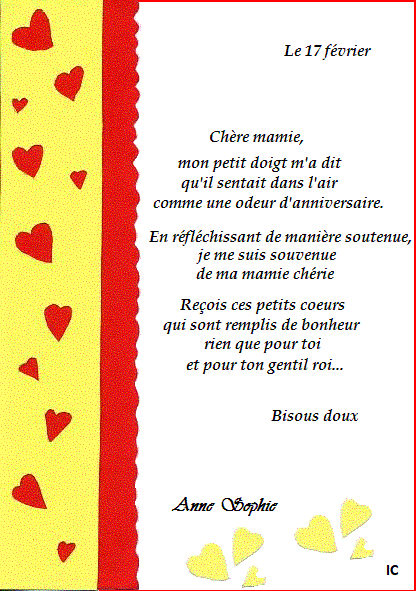 Le 17 février
Chère mamie,
mon petit doigt m'a dit
qu'il sentait dans l'air
comme une odeur d'anniversaire.
En réfléchissant de manière soutenue,
je me suis souvenue
de ma mamie chérie
Reçois ces petits coeurs
qui sont remplis de bonheur
rien que pour toi
et pour ton gentil roi...
Bisous doux
Anne Sophie
IC